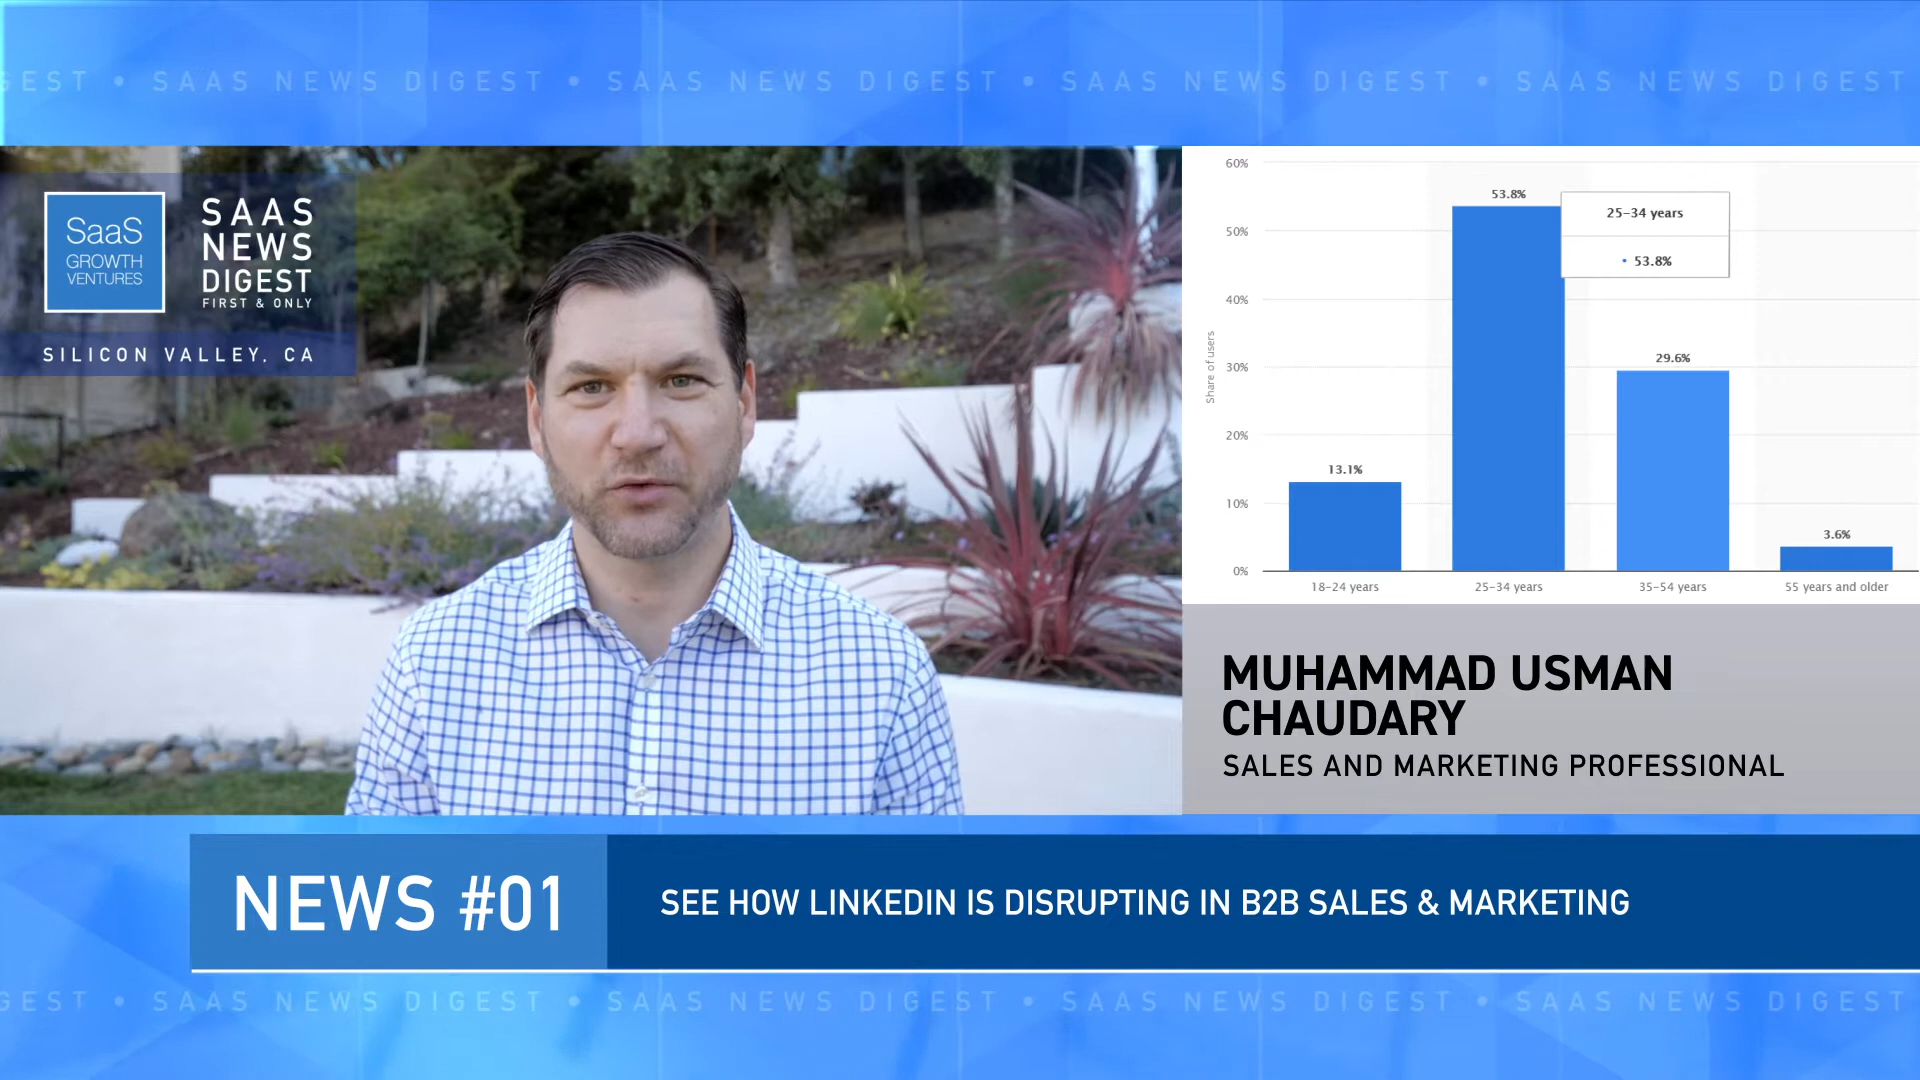 GEST • SAAS NEWS DIGEST • SAAS NEWS DIGEST • SAAS NEWS DIGEST • SAAS NEWS DIGEST
SaaS
GROWTH
VENTURES
SAAS
NEWS
DIGEST
FIRST & ONLY
SILICON VALLEY, CA
60%
50%
40%
30%
20%
10%
0%
Share of users
13.1%
53.8%
29.6%
3.6%
25-34 years
• 53.8%
18-24 years
25-34 years
35-54 years
55 years and older
MUHAMMAD USMAN
CHAUDARY
SALES AND MARKETING PROFESSIONAL
NEWS #01
SEE HOW LINKEDIN IS DISRUPTING IN B2B SALES & MARKETING
GEST • SAAS NEWS DIGEST • SAAS NEWS DIGEST • SAAS NEWS DIGEST • SAAS NEWS DIGEST